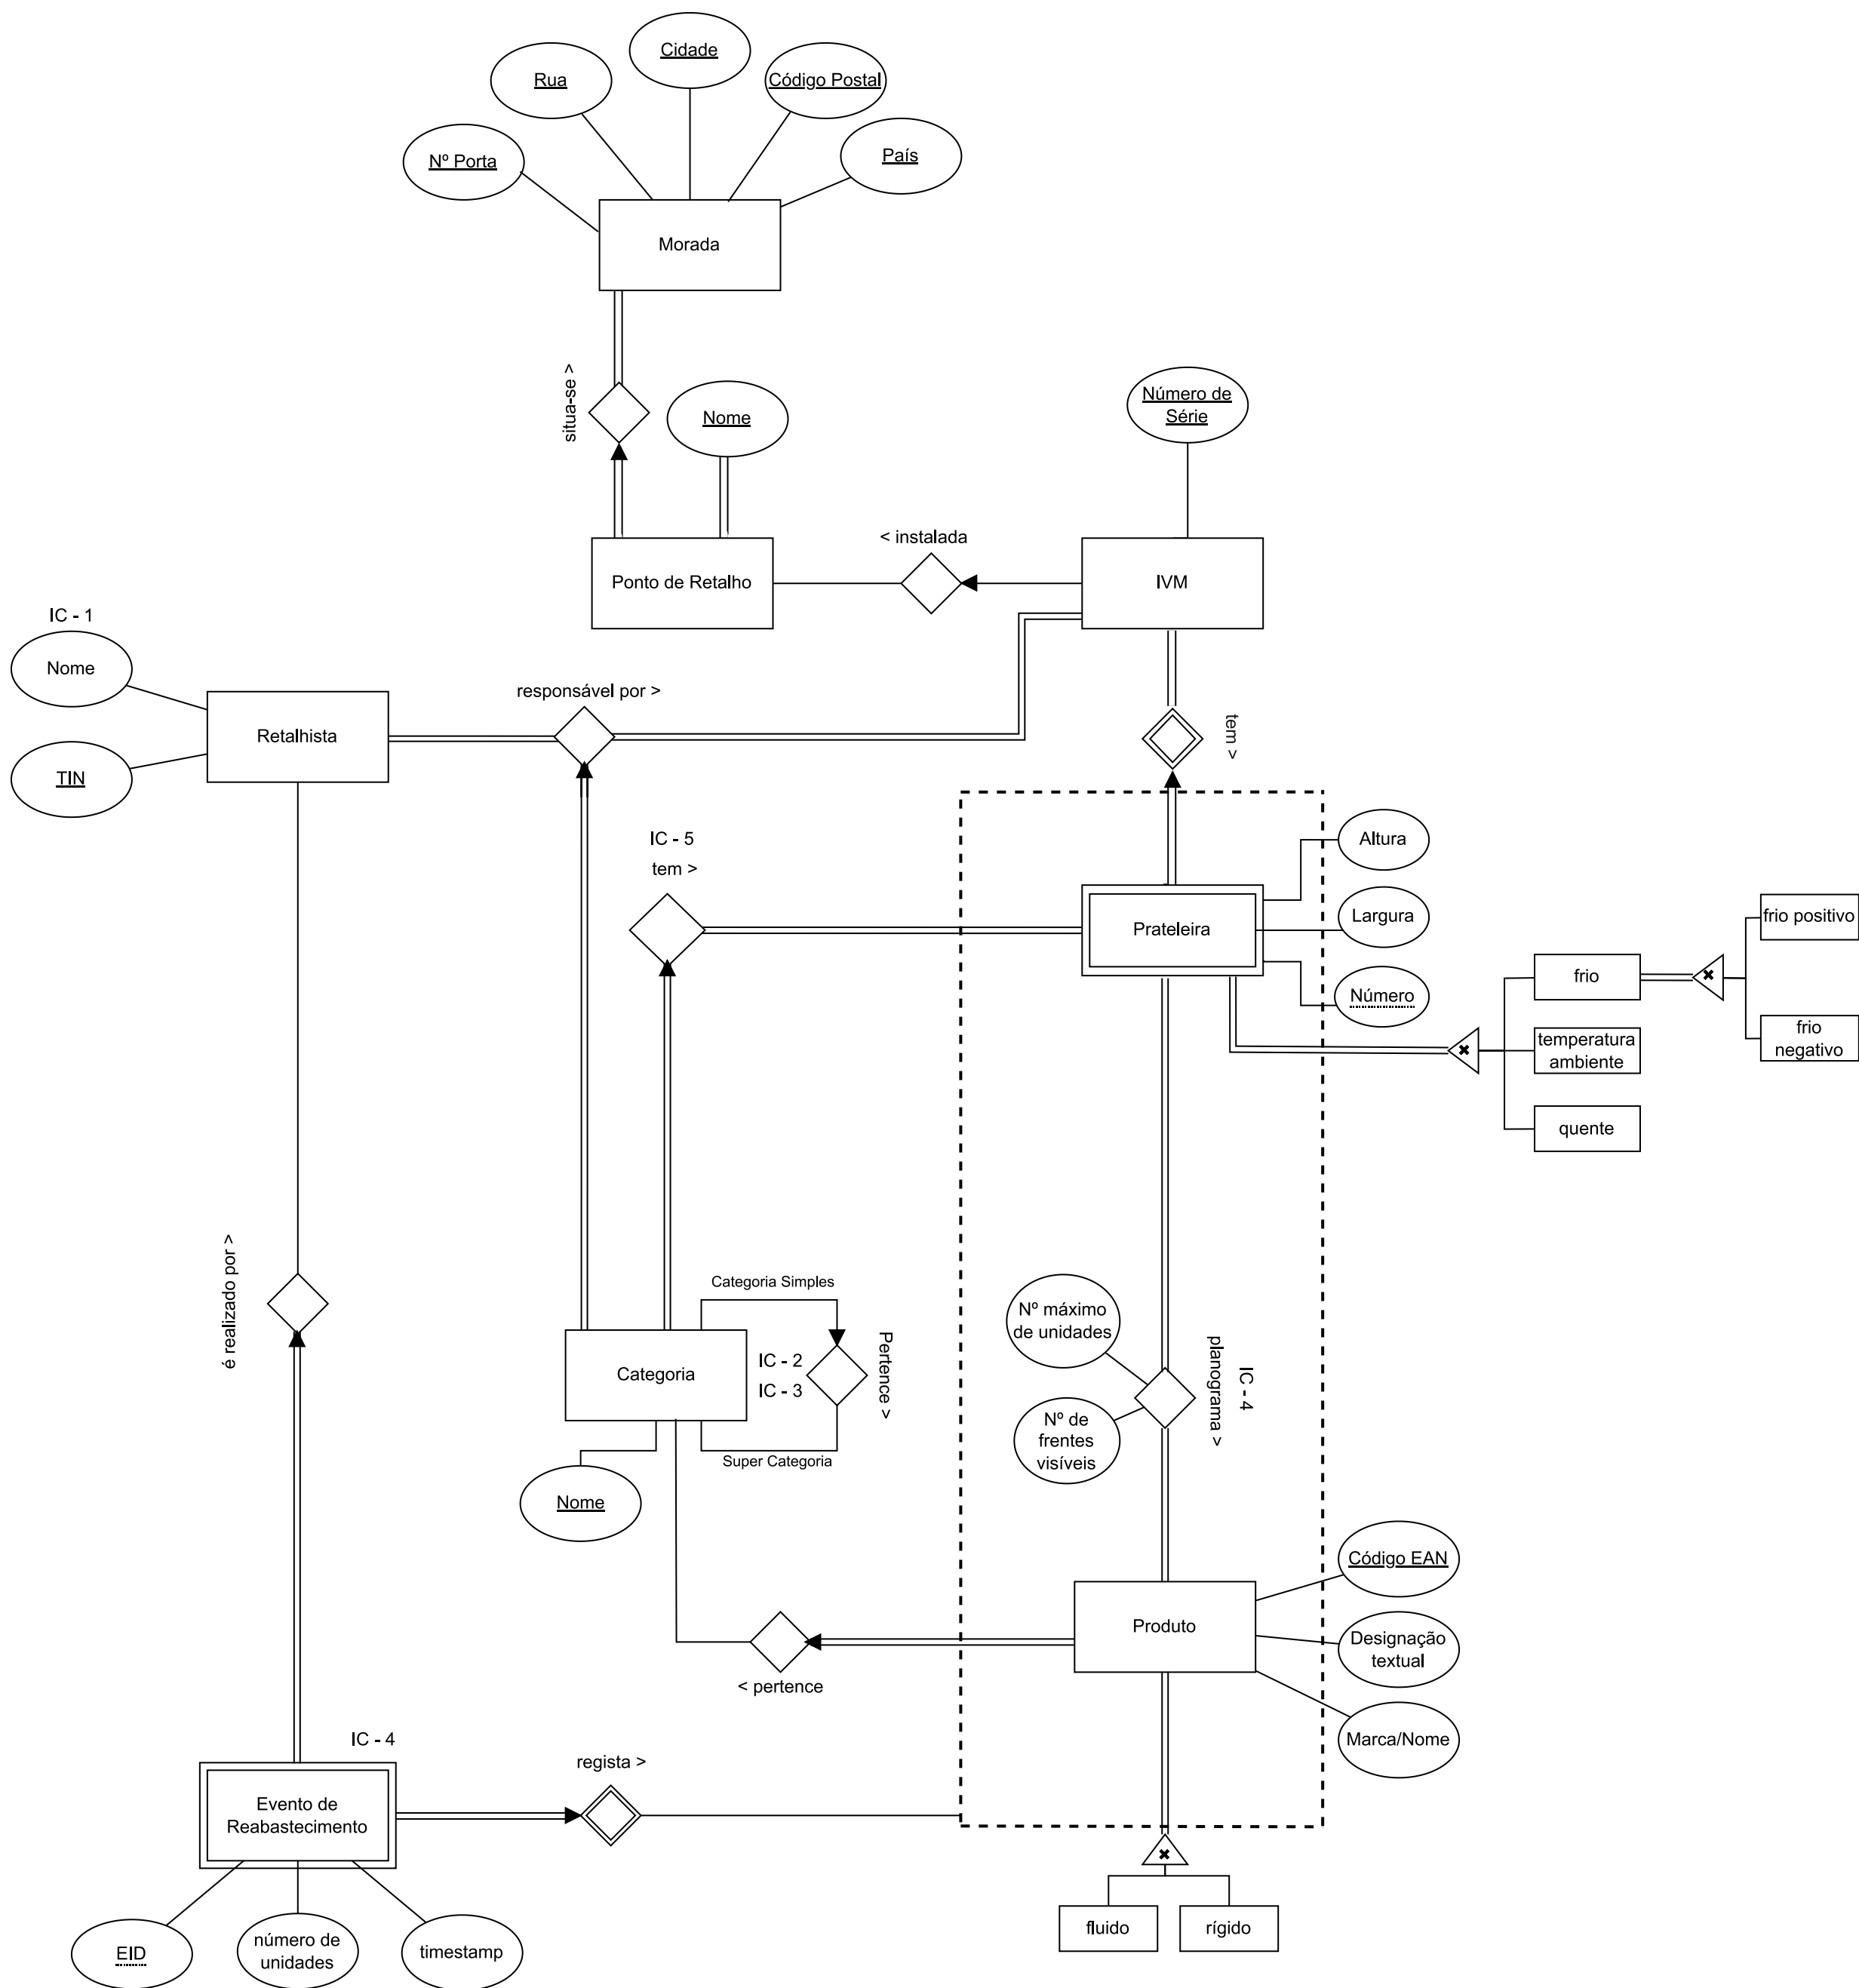 Cidade
Rua
Código Postal
Nº Porta
País
Morada
situa-se >
Nome
Número de
Série
< instalada
Ponto de Retalho
IVM
IC - 1
Nome
TIN
Retalhista
responsável por >
tem >
IC - 5
tem >
Altura
Largura
Número
Prateleira
frio positivo
frio
frio
negativo
temperatura
ambiente
quente
é realizado por >
Categoria Simples
Categoria
IC - 2
IC - 3
Pertence >
Super Categoria
Nome
Nº máximo
de unidades
Nº de
frentes
visíveis
IC - 4
planograma >
Código EAN
Produto
Designação
textual
Marca/Nome
< pertence
IC - 4
regista >
Evento de
Reabastecimento
EID
número de
unidades
timestamp
fluido
rígido